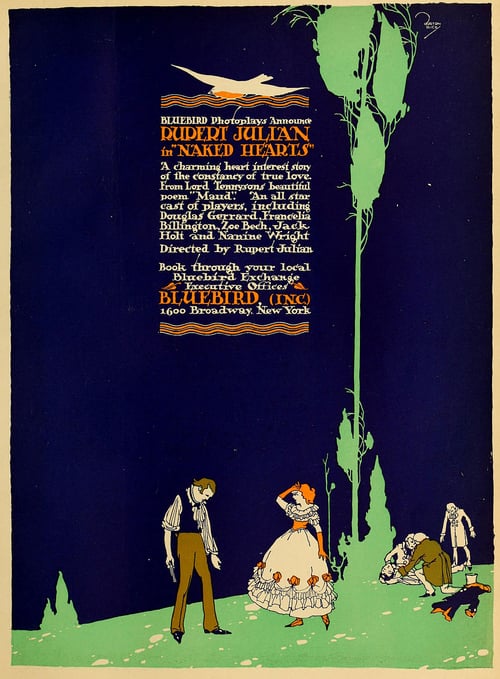 BURTON
RICE
BLUEBIRD Photoplays Announce
RUPERT JULIAN
in "NAKED HEARTS"
"A charming heart interest story
of the constancy of true love.
From Lord Tennysons beautiful
poem "Maud". "An all star
cast of players, including
Douglas Gerrard, Francelia
Billington, Zoe Bech, Jack
Holt and Nanine Wright
Directed by Rupert Julian
Book through your local
Bluebird Exchange
Executive Offices
BLUEBIRD (INC)
1600 Broadway. New York